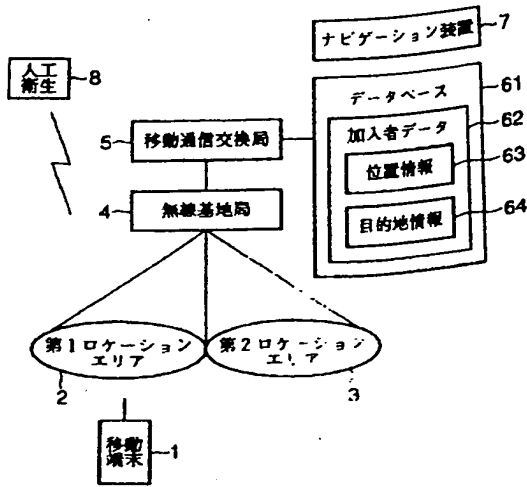 ナビゲーション装置
7
人工
衛生
8
データベース
61
加入者データ
62
位置情報
63
目的地情報
64
5
移動通信交換局
4
無線基地局
第1ロケーション
エリア
2
第2ロケーション
エリア
3
移動
端末
1